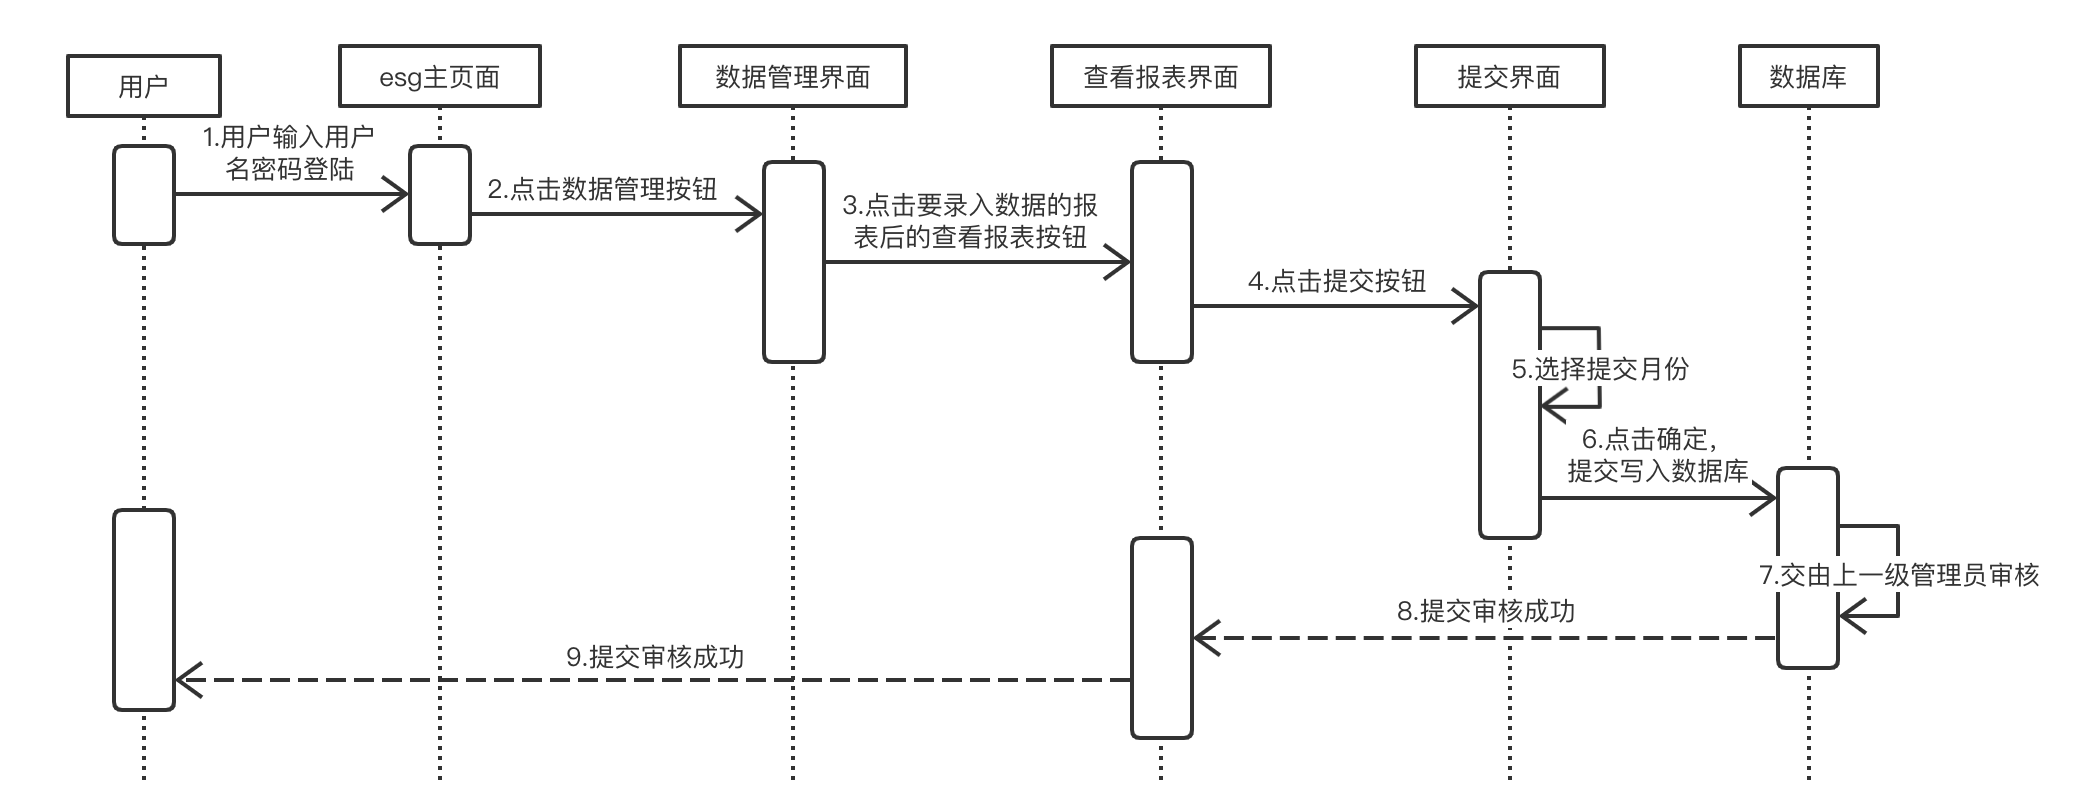 用户
esg主页面
数据管理界面
查看报表界面
提交界面
数据库
1.用户输入用户
名密码登陆
2.点击数据管理按钮
3.点击要录入数据的报
表后的查看报表按钮
4.点击提交按钮
5.选择提交月份
6.点击确定，
提交写入数据库
7.交由上一级管理员审核
8.提交审核成功
9.提交审核成功